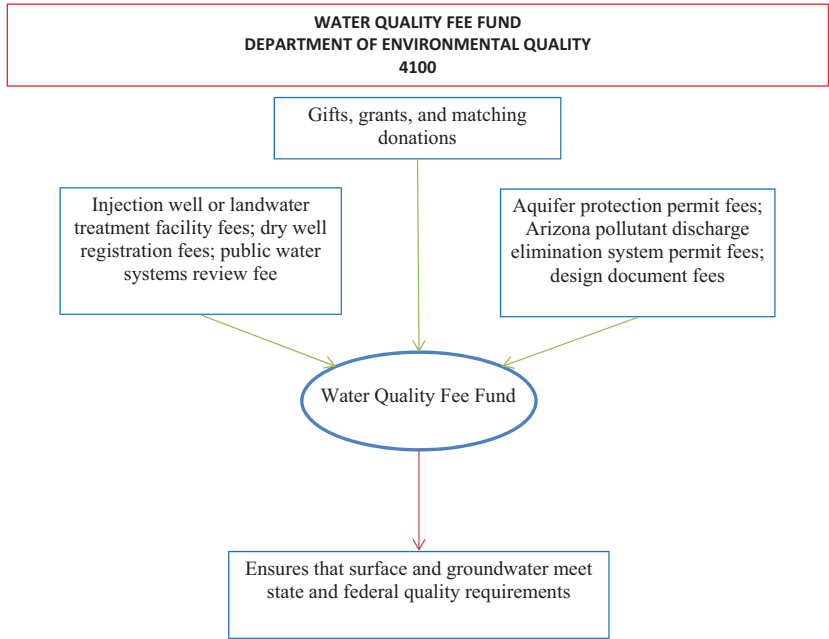 WATER QUALITY FEE FUND
DEPARTMENT OF ENVIRONMENTAL QUALITY
4100
Gifts, grants, and matching
donations
Injection well or landwater
treatment facility fees; dry well
registration fees; public water
systems review fee
Aquifer protection permit fees;
Arizona pollutant discharge
elimination system permit fees;
design document fees
Water Quality Fee Fund
Ensures that surface and groundwater meet
state and federal quality requirements